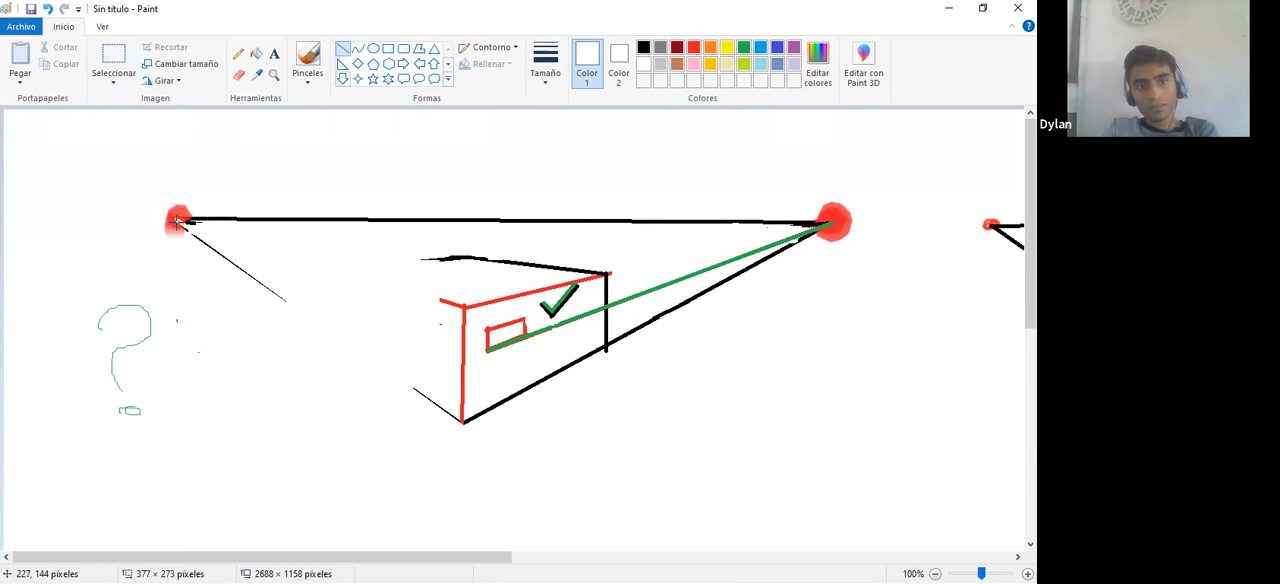 Sin título - Paint
Archivo Inicio Ver
Pegar
Cortar
Copiar
Portapapeles
Seleccionar
Recortar
Cambiar tamaño
Girar
Imagen
A
Herramientas
Pinceles
Contorno
Rellenar
Formas
Tamaño
Color 1
Color 2
Editar colores
Editar con Paint 3D
Colores
Dylan
?
227, 144 píxeles 377 × 273 píxeles 2688 × 1158 píxeles 100%